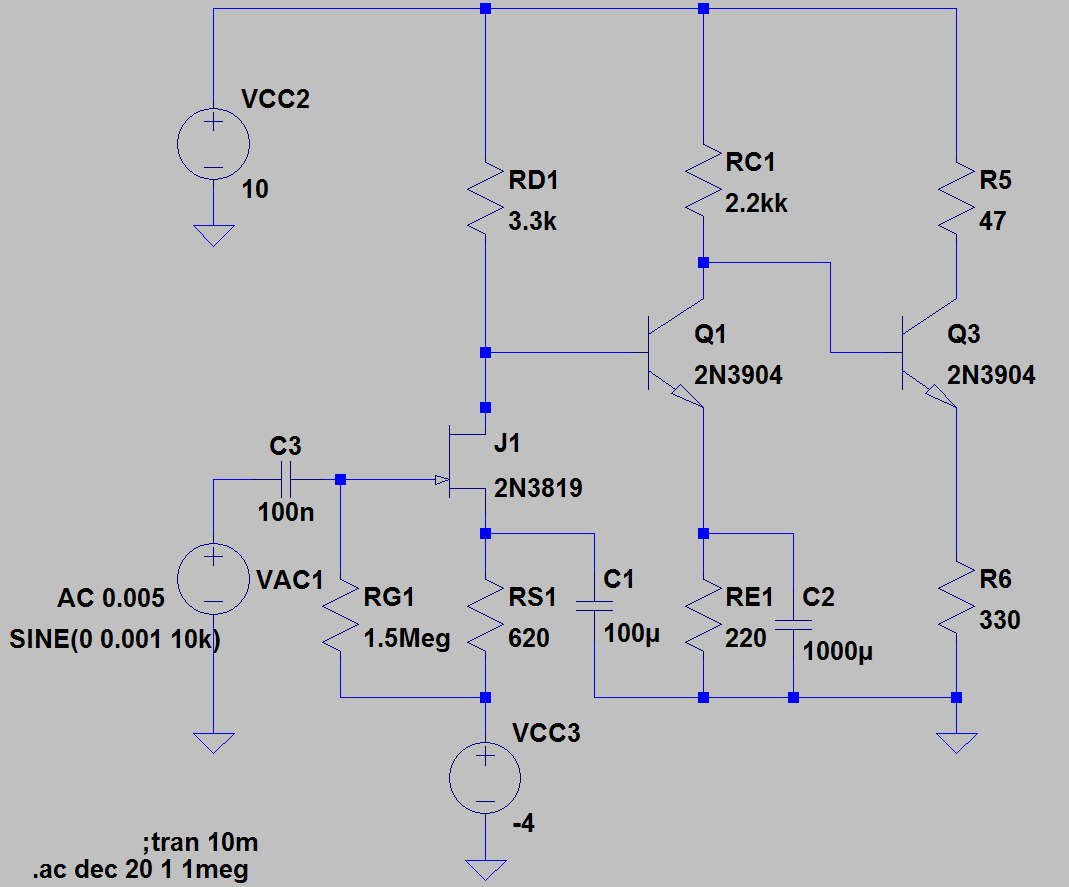 VCC2
10
RD1
3.3k
RC1
2.2kk
R5
47
Q1
2N3904
Q3
2N3904
C3
100n
J1
2N3819
VAC1
AC 0.005
SINE(0 0.001 10k)
RG1
1.5Meg
RS1
620
C1
100µ
RE1
220
C2
1000µ
R6
330
VCC3
-4
;tran 10m
.ac dec 20 1 1meg